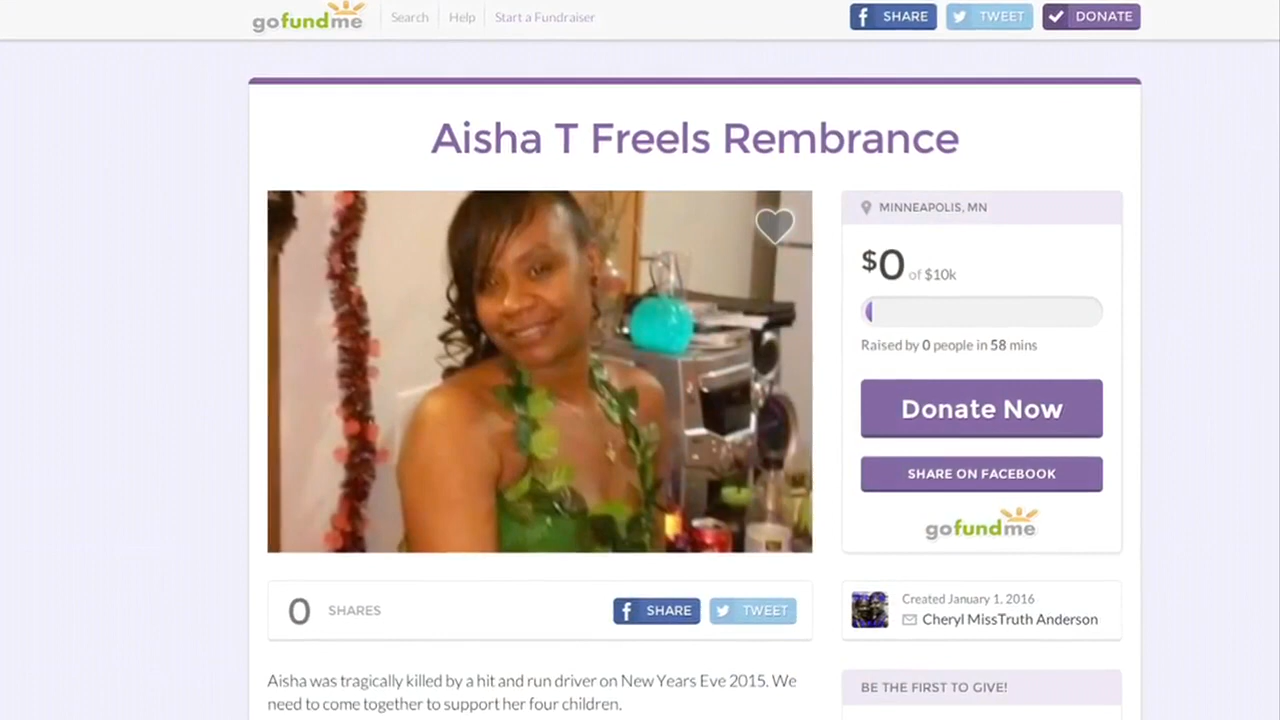 gofundme
Search
Help
Start a Fundraiser
SHARE
TWEET
DONATE
Aisha T Freels Rembrance
MINNEAPOLIS, MN
$0 of $10k
Raised by 0 people in 58 mins
Donate Now
SHARE ON FACEBOOK
gofundme
0 SHARES
SHARE
TWEET
Created January 1, 2016
Cheryl MissTruth Anderson
Aisha was tragically killed by a hit and run driver on New Years Eve 2015. We
need to come together to support her four children.
BE THE FIRST TO GIVE!